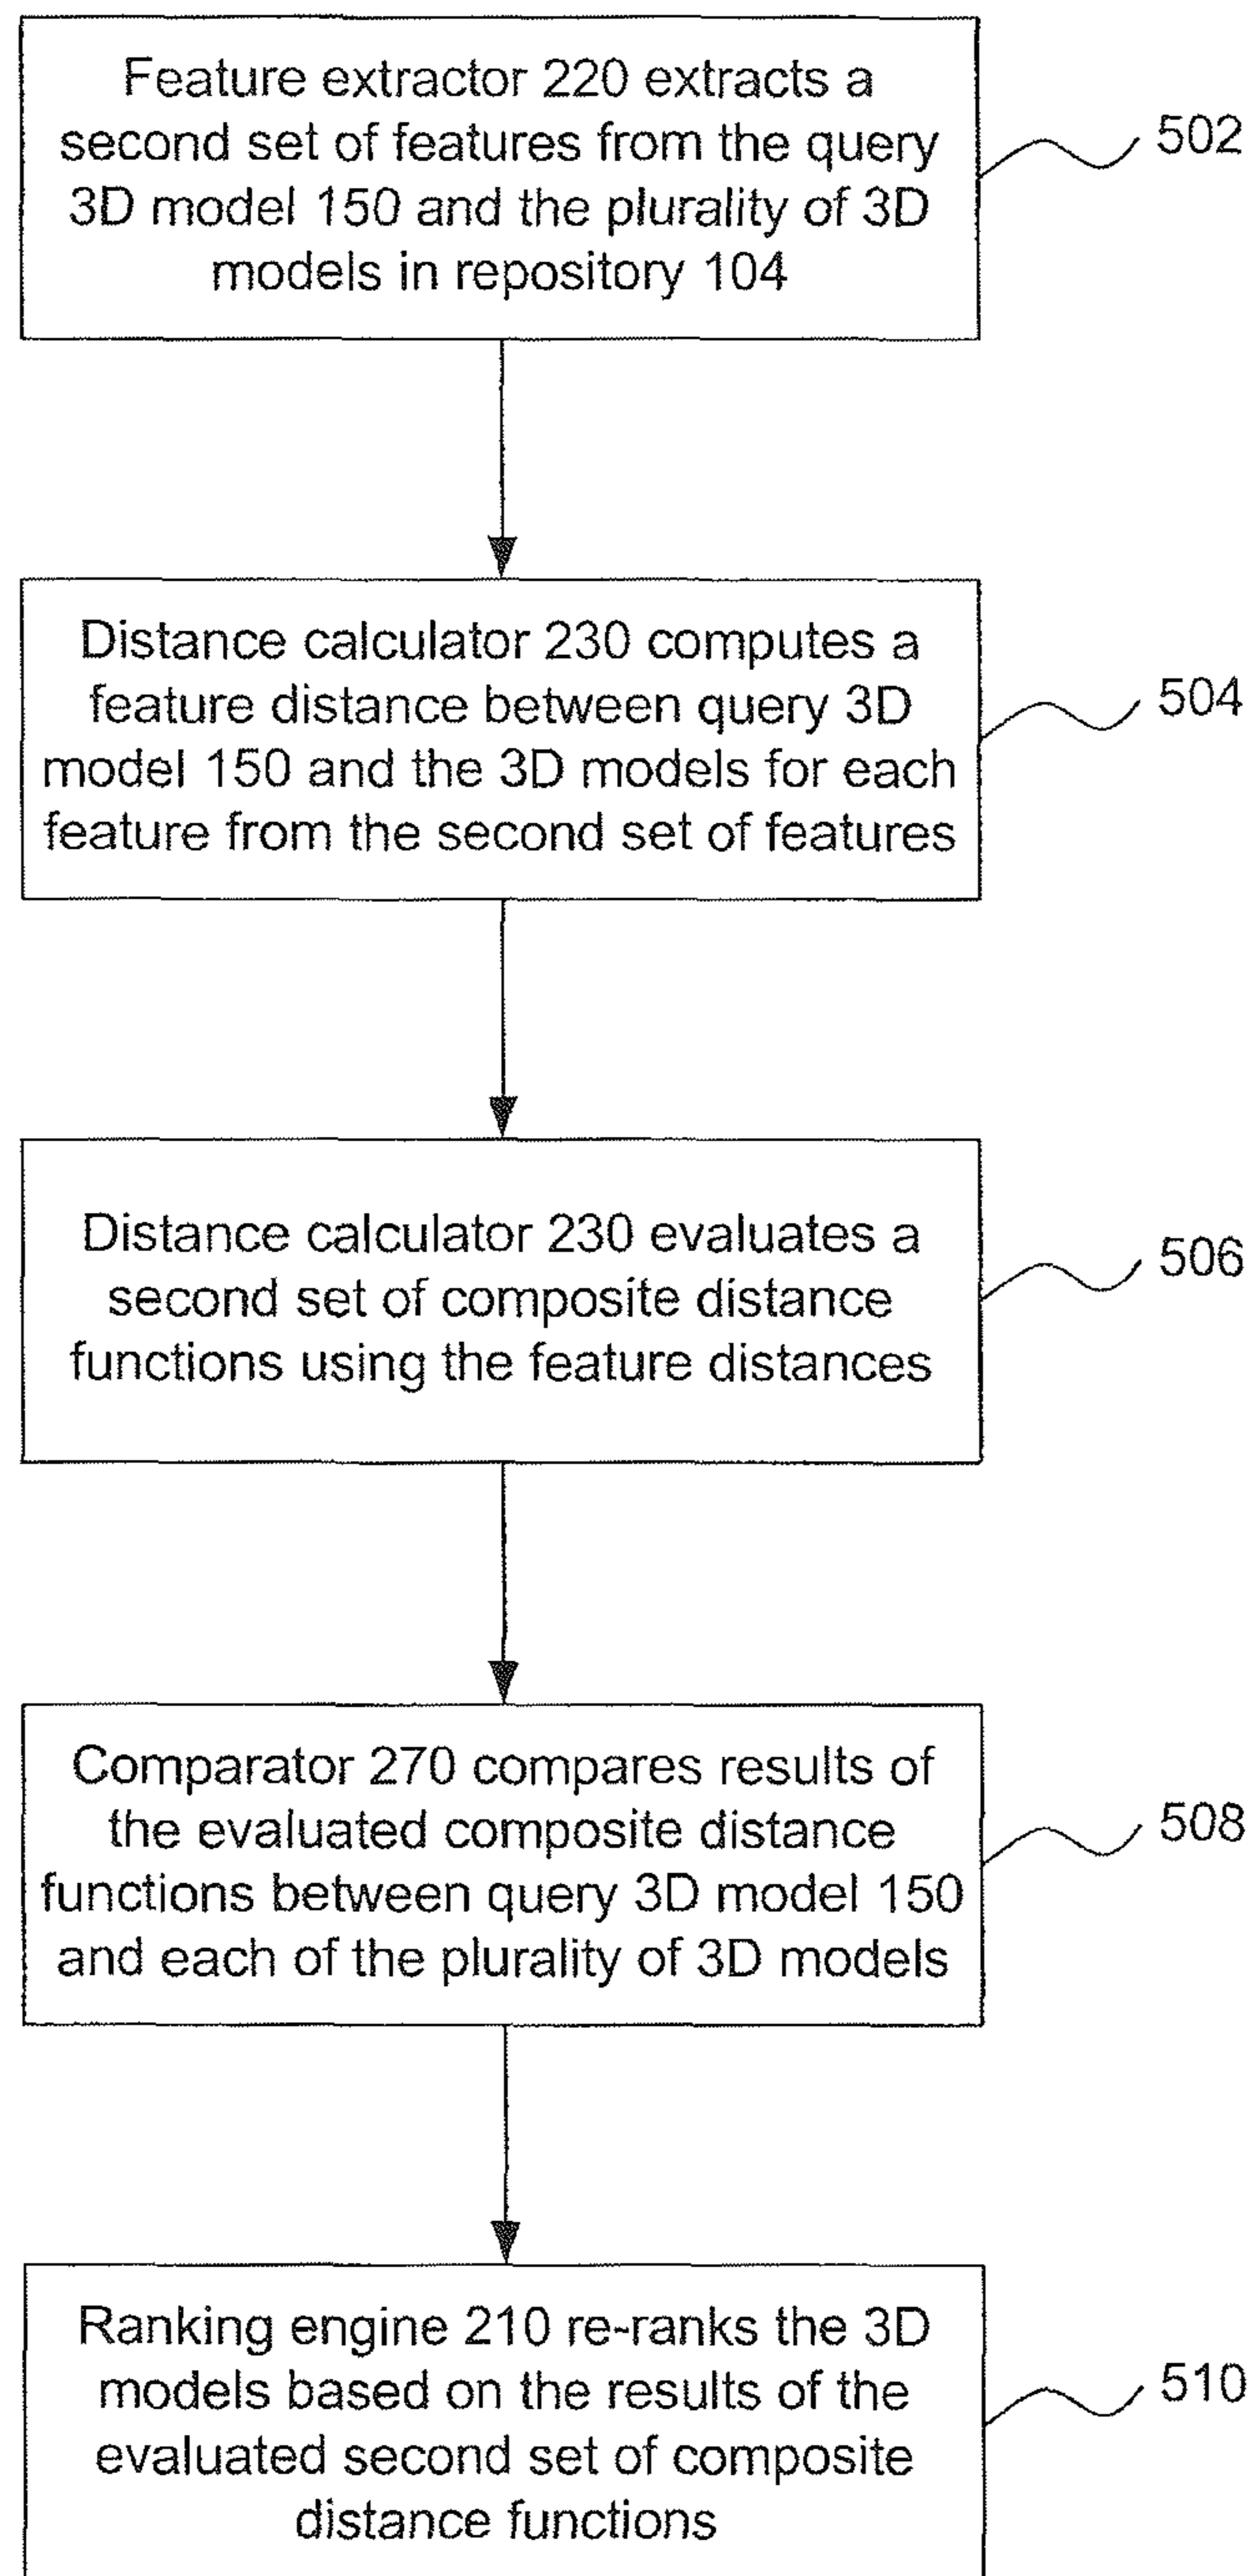 Feature extractor 220 extracts a
second set of features from the query
3D model 150 and the plurality of 3D
models in repository 104
502
Distance calculator 230 computes a
feature distance between query 3D
model 150 and the 3D models for each
feature from the second set of features
504
Distance calculator 230 evaluates a
second set of composite distance
functions using the feature distances
506
Comparator 270 compares results of
the evaluated composite distance
functions between query 3D model 150
and each of the plurality of 3D models
508
Ranking engine 210 re-ranks the 3D
models based on the results of the
evaluated second set of composite
distance functions
510